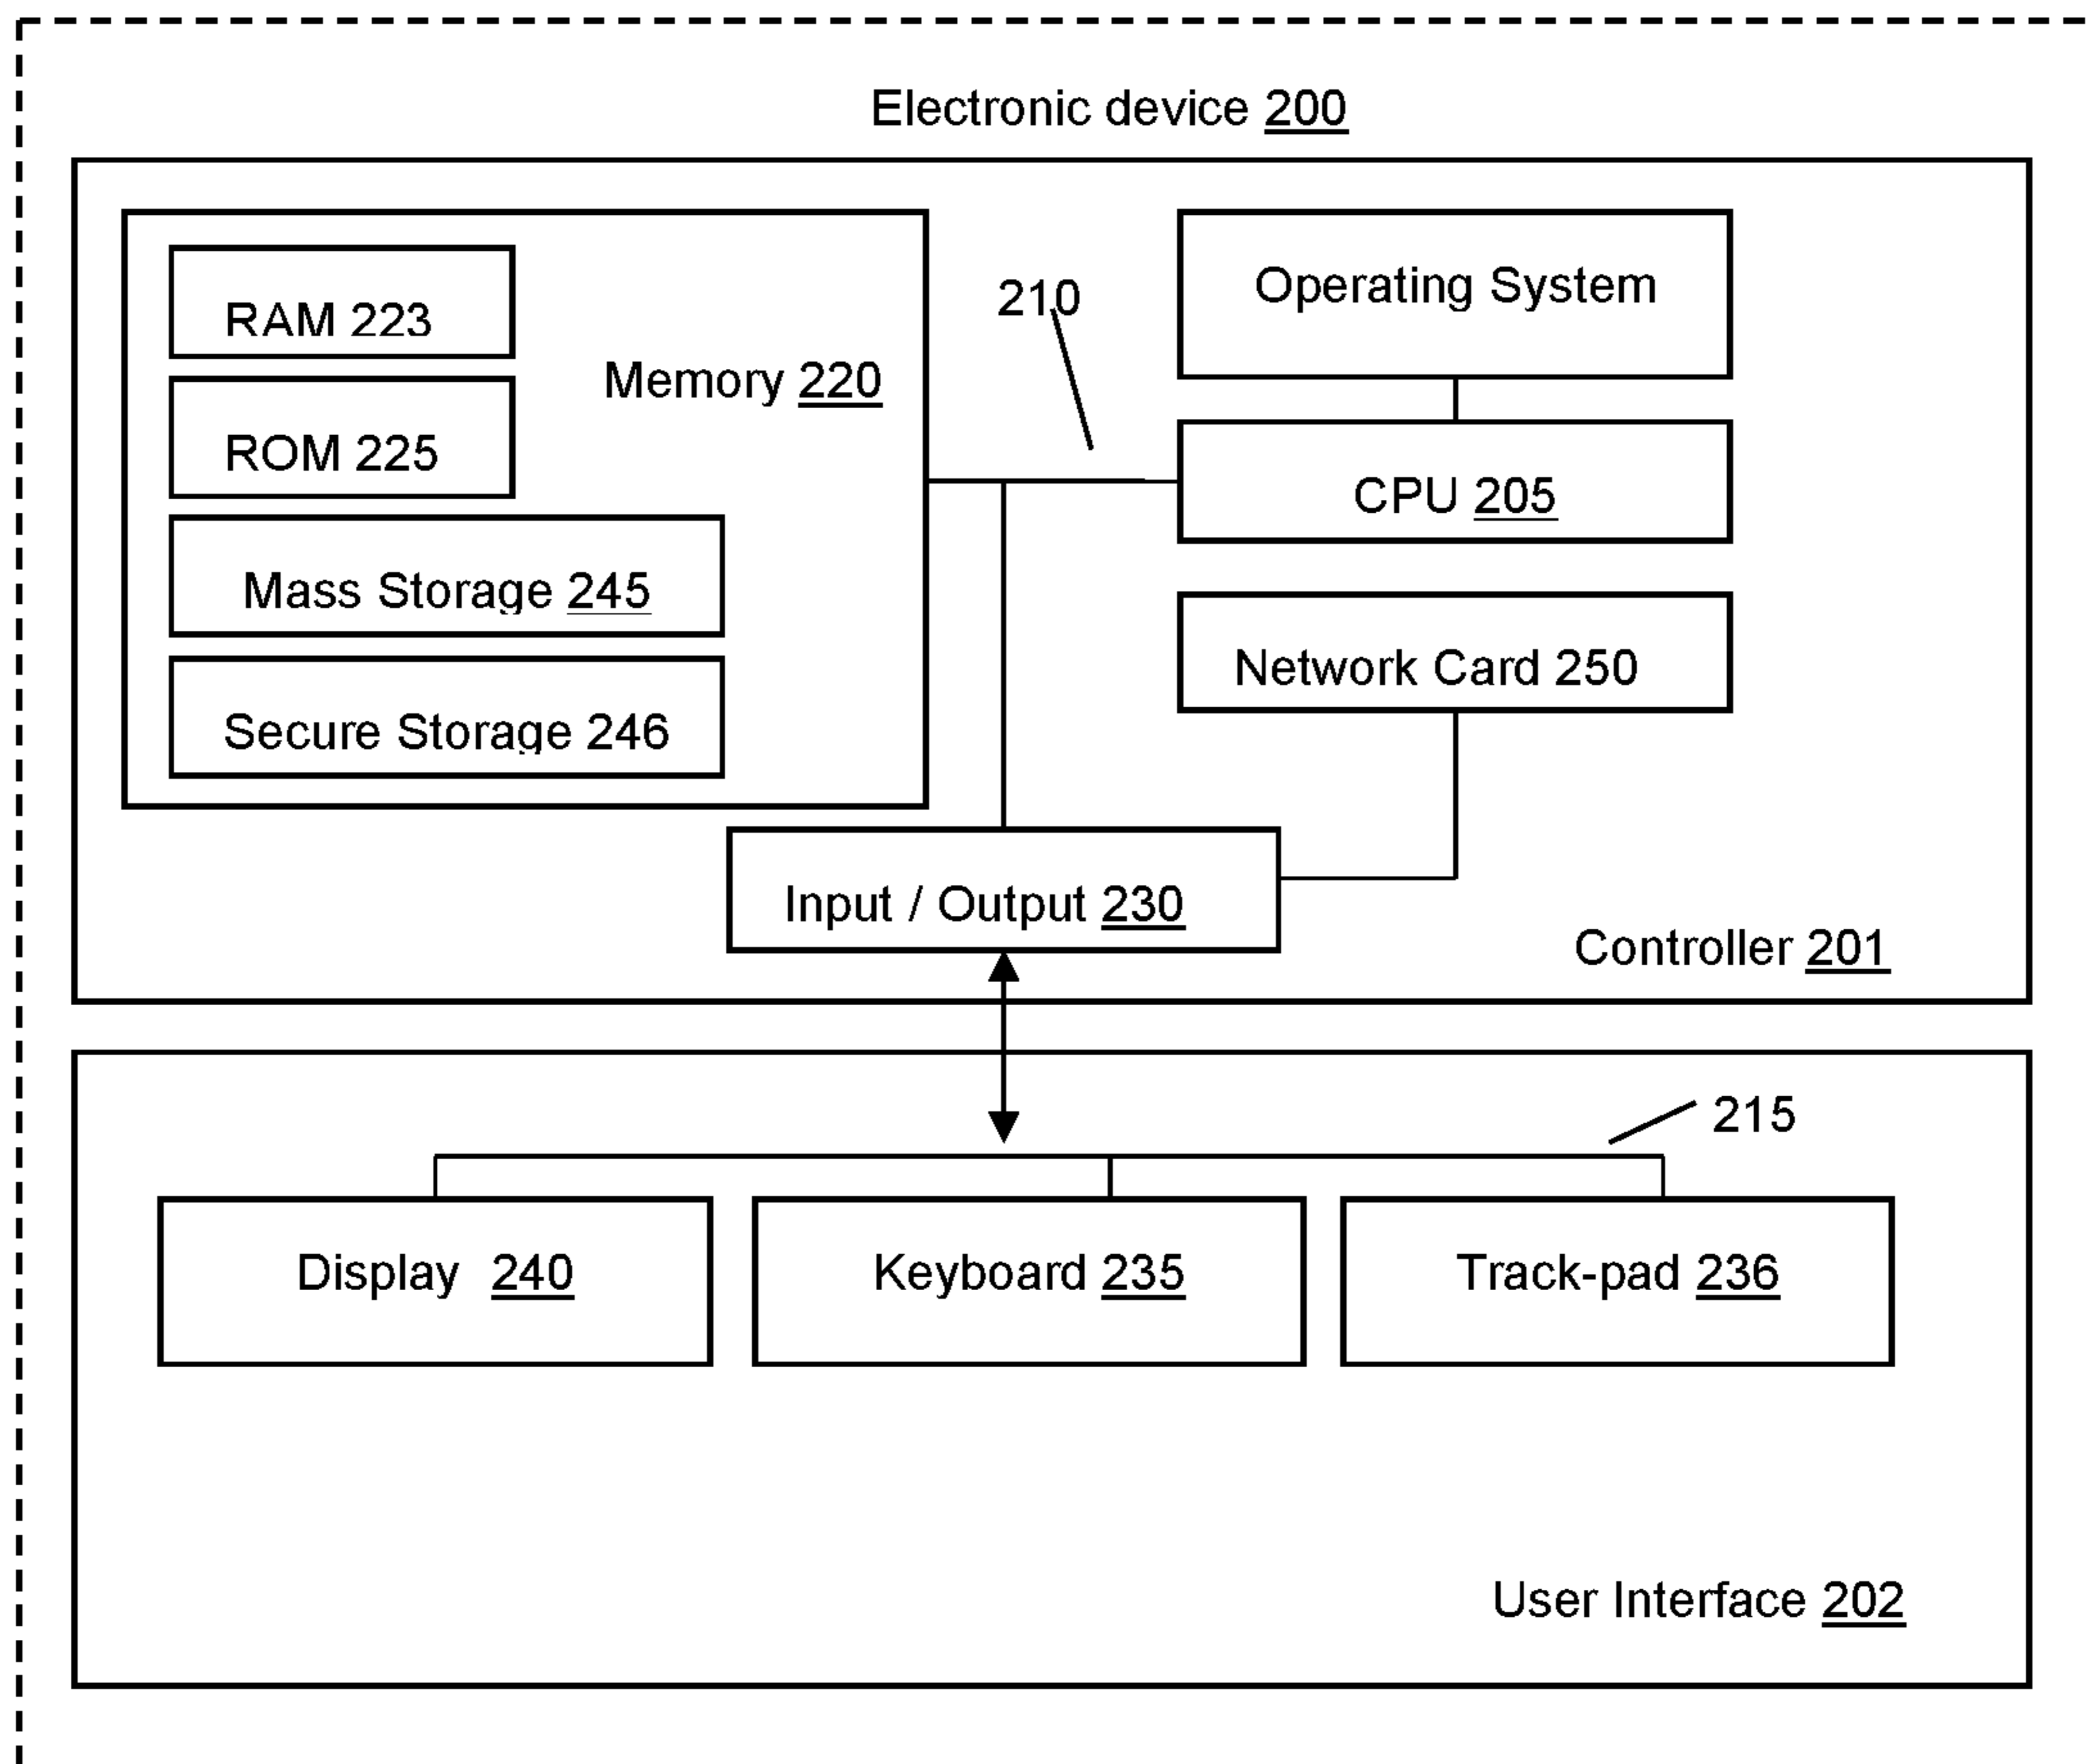 Electronic device 200
RAM 223
Memory 220
ROM 225
Mass Storage 245
Secure Storage 246
210
Operating System
CPU 205
Network Card 250
Input / Output 230
Controller 201
215
Display 240
Keyboard 235
Track-pad 236
User Interface 202